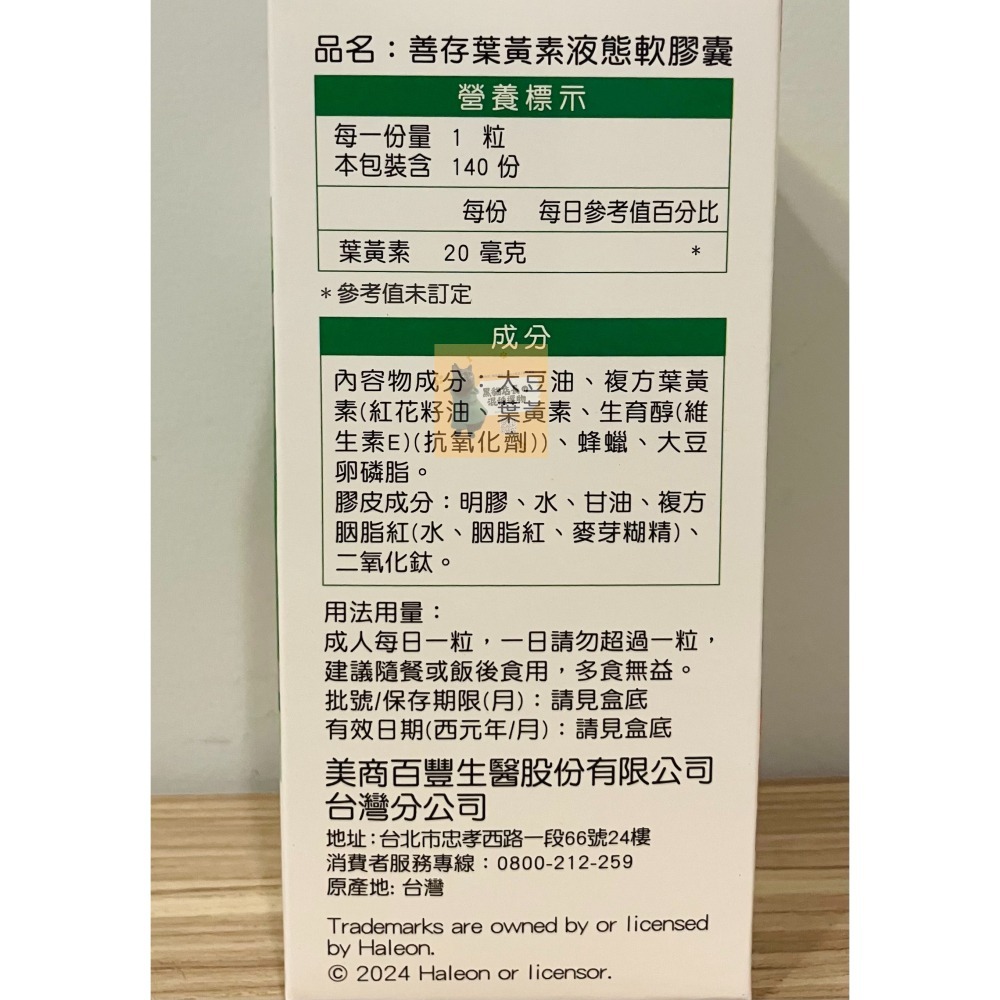 品名：善存葉黃素液態軟膠囊
營養標示
每一份量 1 粒
本包裝含 140 份
每份 每日參考值百分比
葉黃素 20 毫克 *
*參考值未訂定
成分
內容物成分：大豆油、複方葉黃
素(紅花籽油、葉黃素、生育醇(維
生素E)(抗氧化劑))、蜂蠟、大豆
卵磷脂。
膠皮成分：明膠、水、甘油、複方
胭脂紅(水、胭脂紅、麥芽糊精)、
二氧化鈦。
用法用量：
成人每日一粒，一日請勿超過一粒，
建議隨餐或飯後食用，多食無益。
批號/保存期限(月)：請見盒底
有效日期(西元年/月)：請見盒底
美商百豐生醫股份有限公司
台灣分公司
地址：台北市忠孝西路一段66號24樓
消費者服務專線：0800-212-259
原產地: 台灣
Trademarks are owned by or licensed
by Haleon.
© 2024 Haleon or licensor.